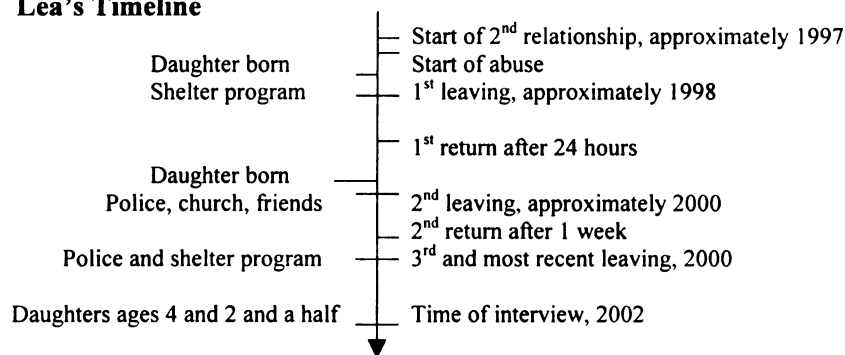 Lea's Timeline
Start of 2nd relationship, approximately 1997
Daughter born Start of abuse
Shelter program 1st leaving, approximately 1998
1st return after 24 hours
Daughter born
Police, church, friends 2nd leaving, approximately 2000
2nd return after 1 week
Police and shelter program 3rd and most recent leaving, 2000
Daughters ages 4 and 2 and a half Time of interview, 2002